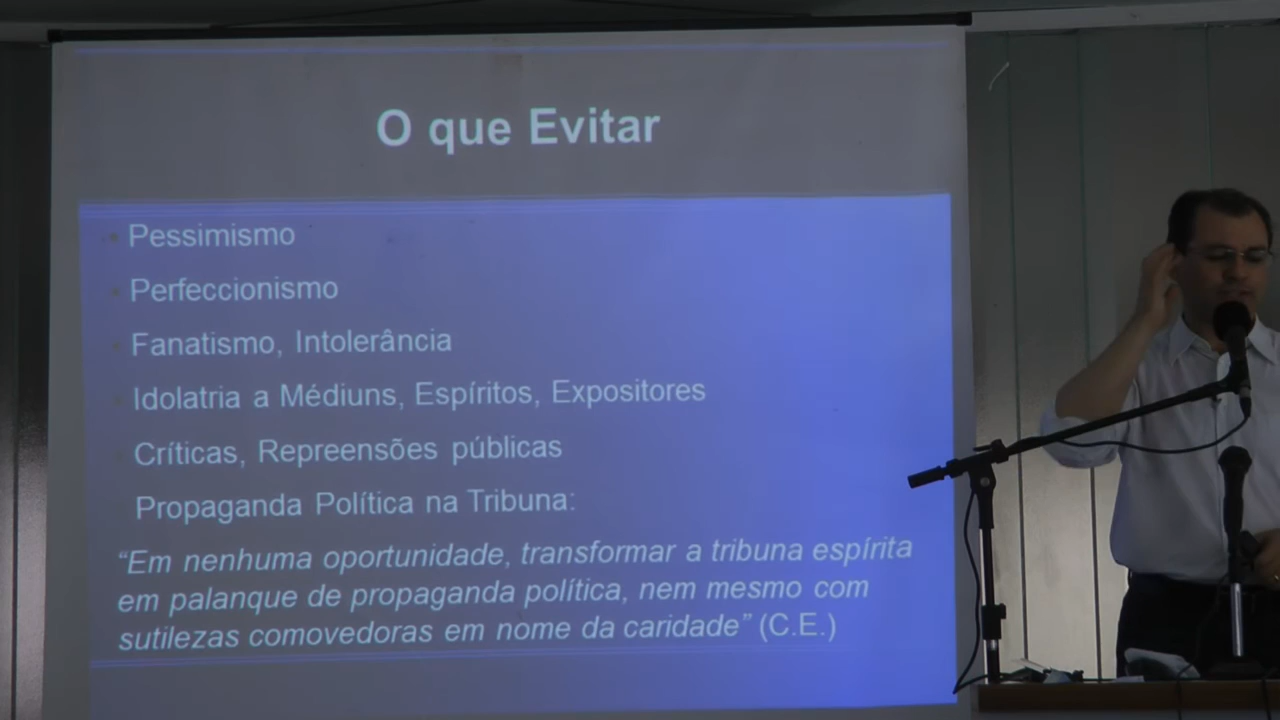 O que Evitar
Pessimismo
Perfeccionismo
Fanatismo, Intolerância
Idolatria a Médiuns, Espíritos, Expositores
Críticas, Repreensões públicas
Propaganda Política na Tribuna:
“Em nenhuma oportunidade, transformar a tribuna espírita
em palanque de propaganda política, nem mesmo com
sutilezas comovedoras em nome da caridade” (C.E.)